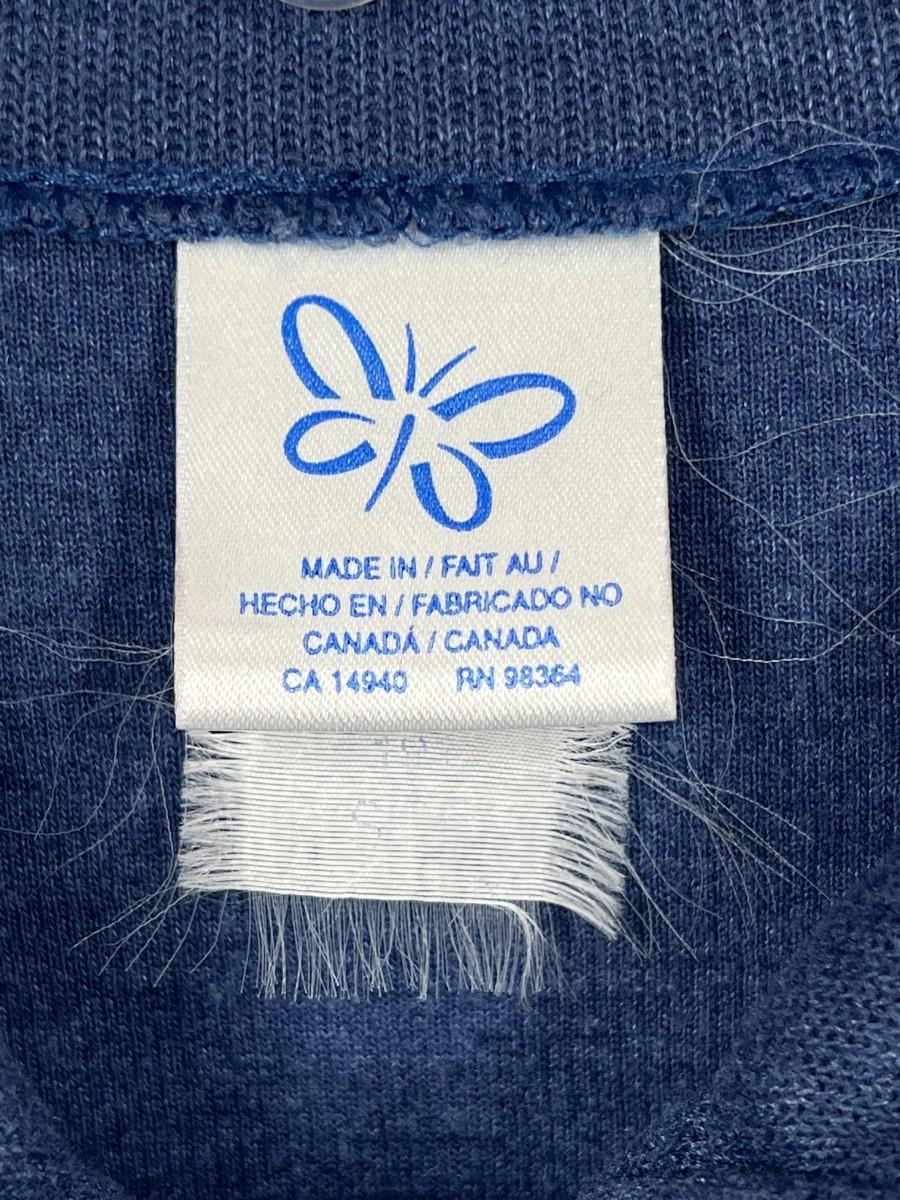 MADE IN / FAIT AU /
HECHO EN / FABRICADO NO
CANADÁ / CANADA
CA 14940 RN 98364